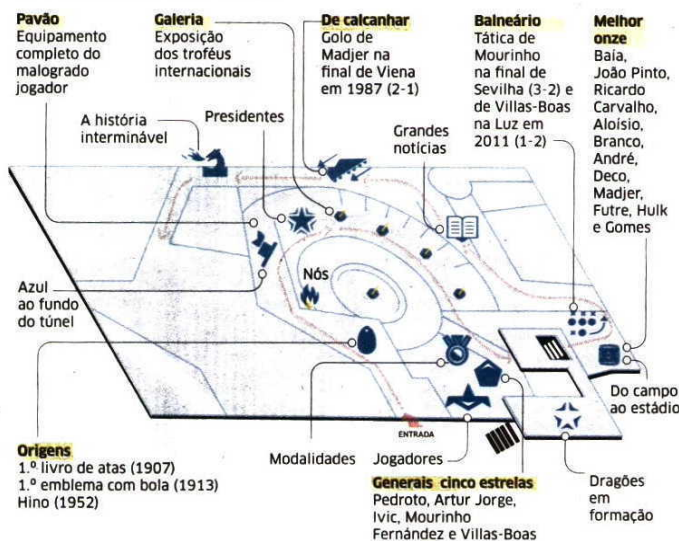 Pavão
Equipamento
completo do
malogrado
jogador
Galeria
Exposição
dos troféus
internacionais
De calcanhar
Golo de
Madjer na
final de Viena
em 1987 (2-1)
Balneário
Tática de
Mourinho
na final de
Sevilha (3-2) e
de Villas-Boas
na Luz em
2011 (1-2)
Melhor
onze
Baía,
João Pinto,
Ricardo
Carvalho,
Aloísio,
Branco,
André,
Deco,
Madjer,
Futre, Hulk
e Gomes
A história
interminável
Presidentes
Grandes
notícias
Azul
ao fundo
do túnel
Nós
Do campo
ao estádio
ENTRADA
Origens
1.º livro de atas (1907)
1.º emblema com bola (1913)
Hino (1952)
Modalidades
Jogadores
Generais cinco estrelas
Pedroto, Artur Jorge,
Ivic, Mourinho
Fernández e Villas-Boas
Dragões
em
formação